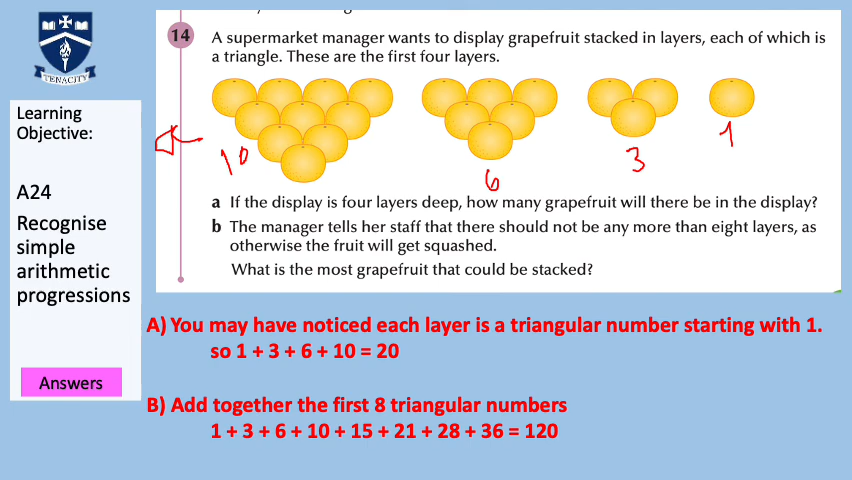 TENACITY
Learning
Objective:
A24
Recognise
simple
arithmetic
progressions
Answers
14 A supermarket manager wants to display grapefruit stacked in layers, each of which is
a triangle. These are the first four layers.
10 6 3 1
a If the display is four layers deep, how many grapefruit will there be in the display?
b The manager tells her staff that there should not be any more than eight layers, as
otherwise the fruit will get squashed.
What is the most grapefruit that could be stacked?
A) You may have noticed each layer is a triangular number starting with 1.
so 1 + 3 + 6 + 10 = 20
B) Add together the first 8 triangular numbers
1 + 3 + 6 + 10 + 15 + 21 + 28 + 36 = 120